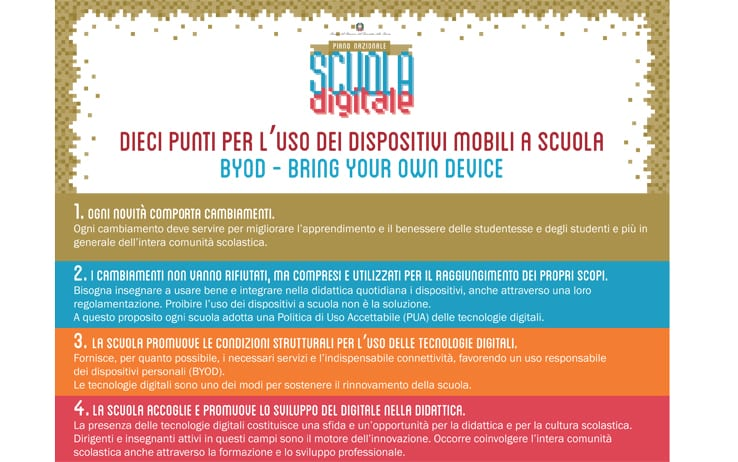 PIANO NAZIONALE
SCUOLA
digitale
DIECI PUNTI PER L'USO DEI DISPOSITIVI MOBILI A SCUOLA
BYOD - BRING YOUR OWN DEVICE
1. OGNI NOVITÀ COMPORTA CAMBIAMENTI.
Ogni cambiamento deve servire per migliorare l'apprendimento e il benessere delle studentesse e degli studenti e più in
generale dell'intera comunità scolastica.
2. I CAMBIAMENTI NON VANNO RIFIUTATI, MA COMPRESI E UTILIZZATI PER IL RAGGIUNGIMENTO DEI PROPRI SCOPI.
Bisogna insegnare a usare bene e integrare nella didattica quotidiana i dispositivi, anche attraverso una loro
regolamentazione. Proibire l'uso dei dispositivi a scuola non è la soluzione.
A questo proposito ogni scuola adotta una Politica di Uso Accettabile (PUA) delle tecnologie digitali.
3. LA SCUOLA PROMUOVE LE CONDIZIONI STRUTTURALI PER L'USO DELLE TECNOLOGIE DIGITALI.
Fornisce, per quanto possibile, i necessari servizi e l'indispensabile connettività, favorendo un uso responsabile
dei dispositivi personali (BYOD).
Le tecnologie digitali sono uno dei modi per sostenere il rinnovamento della scuola.
4. LA SCUOLA ACCOGLIE E PROMUOVE LO SVILUPPO DEL DIGITALE NELLA DIDATTICA.
La presenza delle tecnologie digitali costituisce una sfida e un'opportunità per la didattica e per la cultura scolastica.
Dirigenti e insegnanti attivi in questi campi sono il motore dell'innovazione. Occorre coinvolgere l'intera comunità
scolastica anche attraverso la formazione e lo sviluppo professionale.